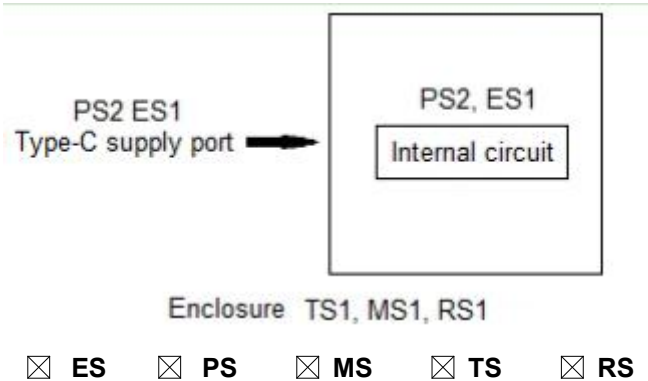 PS2 ES1
Type-C supply port
PS2, ES1
Internal circuit
Enclosure TS1, MS1, RS1
☒ ES ☒ PS ☒ MS ☒ TS ☒ RS